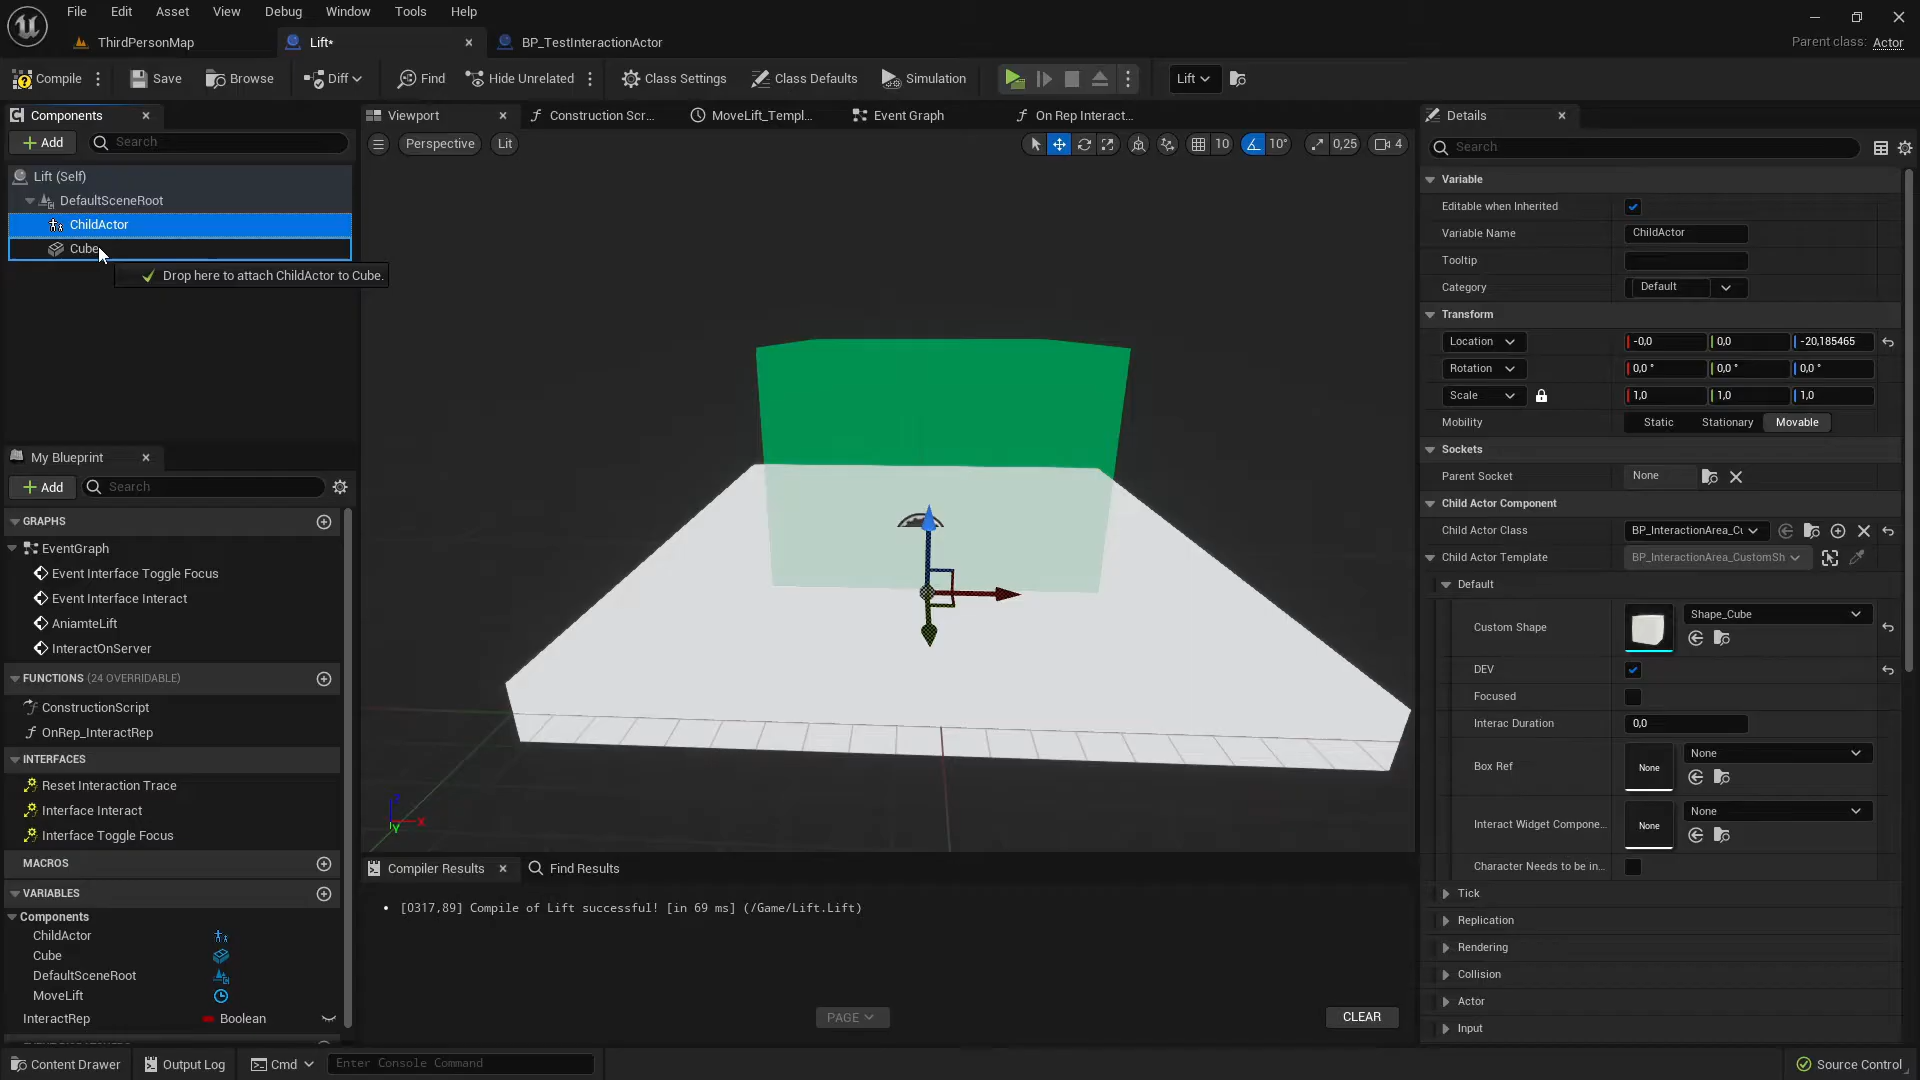 File Edit Asset View Debug Window Tools Help
ThirdPersonMap
Lift*
BP_TestInteractionActor
Parent class: Actor
Compile
Save
Browse
Diff
Find
Hide Unrelated
Class Settings
Class Defaults
Simulation
Lift
Components
Add
Search
Lift (Self)
DefaultSceneRoot
ChildActor
Cube
Drop here to attach ChildActor to Cube.
My Blueprint
Add
Search
GRAPHS
EventGraph
Event Interface Toggle Focus
Event Interface Interact
AniamteLift
InteractOnServer
FUNCTIONS (24 OVERRIDABLE)
ConstructionScript
OnRep_InteractRep
INTERFACES
Reset Interaction Trace
Interface Interact
Interface Toggle Focus
MACROS
VARIABLES
Components
ChildActor
Cube
DefaultSceneRoot
MoveLift
InteractRep Boolean
Viewport
Construction Scr...
MoveLift_Templ...
Event Graph
On Rep Interact...
Perspective
Lit
10
10°
0,25
4
Z
X
Y
Compiler Results
Find Results
[0317,89] Compile of Lift successful! [in 69 ms] (/Game/Lift.Lift)
PAGE
CLEAR
Details
Search
Variable
Editable when Inherited
Variable Name ChildActor
Tooltip
Category Default
Transform
Location -0,0 0,0 -20,185465
Rotation 0,0 ° 0,0 ° 0,0 °
Scale 1,0 1,0 1,0
Mobility Static Stationary Movable
Sockets
Parent Socket None
Child Actor Component
Child Actor Class BP_InteractionArea_Cu
Child Actor Template BP_InteractionArea_CustomSh
Default
Custom Shape Shape_Cube
DEV
Focused
Interac Duration 0,0
Box Ref None None
Interact Widget Compone... None None
Character Needs to be in...
Tick
Replication
Rendering
Collision
Actor
Input
Content Drawer
Output Log
Cmd
Enter Console Command
Source Control